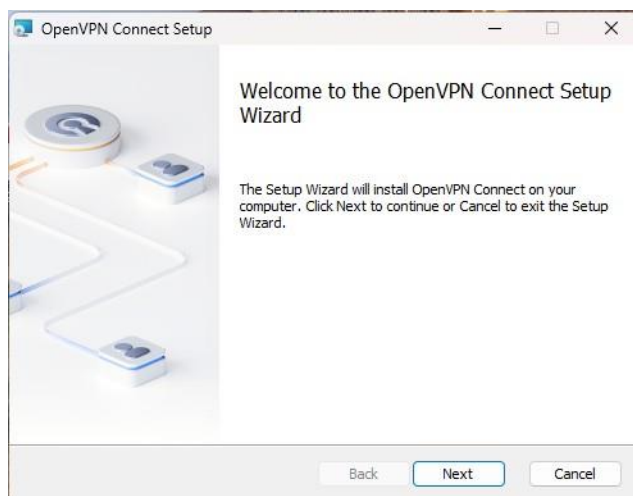 OpenVPN Connect Setup
Welcome to the OpenVPN Connect Setup
Wizard
The Setup Wizard will install OpenVPN Connect on your
computer. Click Next to continue or Cancel to exit the Setup
Wizard.
Back Next Cancel